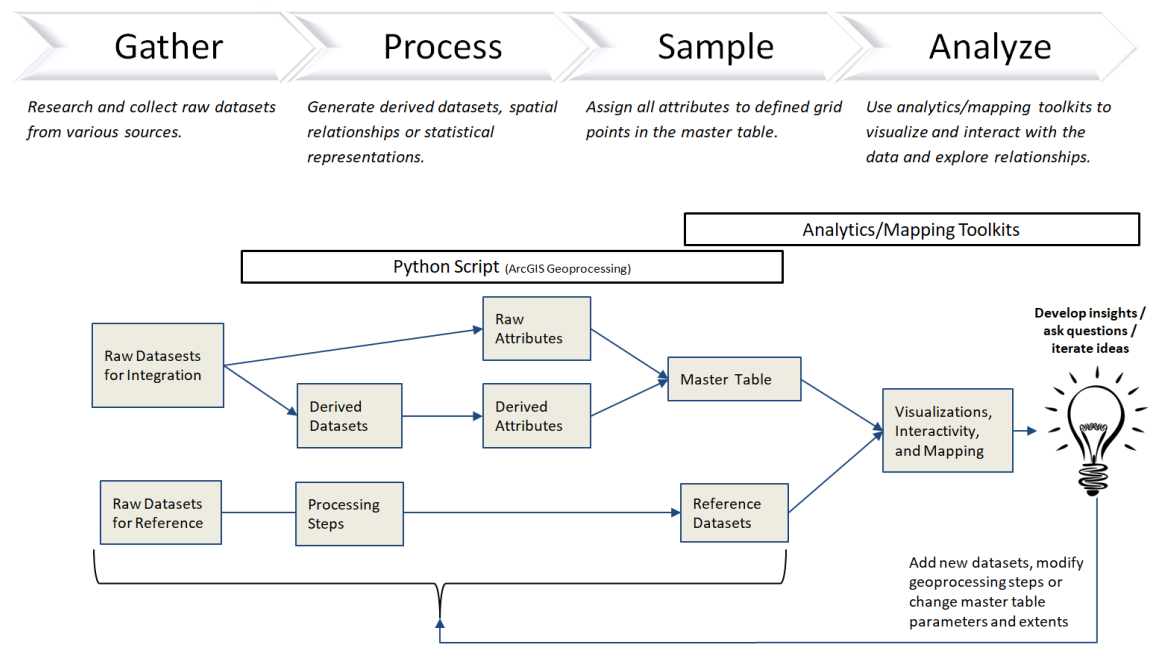 Gather
Process
Sample
Analyze
Research and collect raw datasets
from various sources.
Generate derived datasets, spatial
relationships or statistical
representations.
Assign all attributes to defined grid
points in the master table.
Use analytics/mapping toolkits to
visualize and interact with the
data and explore relationships.
Analytics/Mapping Toolkits
Python Script (ArcGIS Geoprocessing)
Raw Datasests
for Integration
Raw
Attributes
Derived
Datasets
Derived
Attributes
Master Table
Raw Datasets
for Reference
Processing
Steps
Reference
Datasets
Visualizations,
Interactivity,
and Mapping
Develop insights /
ask questions /
iterate ideas
Add new datasets, modify
geoprocessing steps or
change master table
parameters and extents